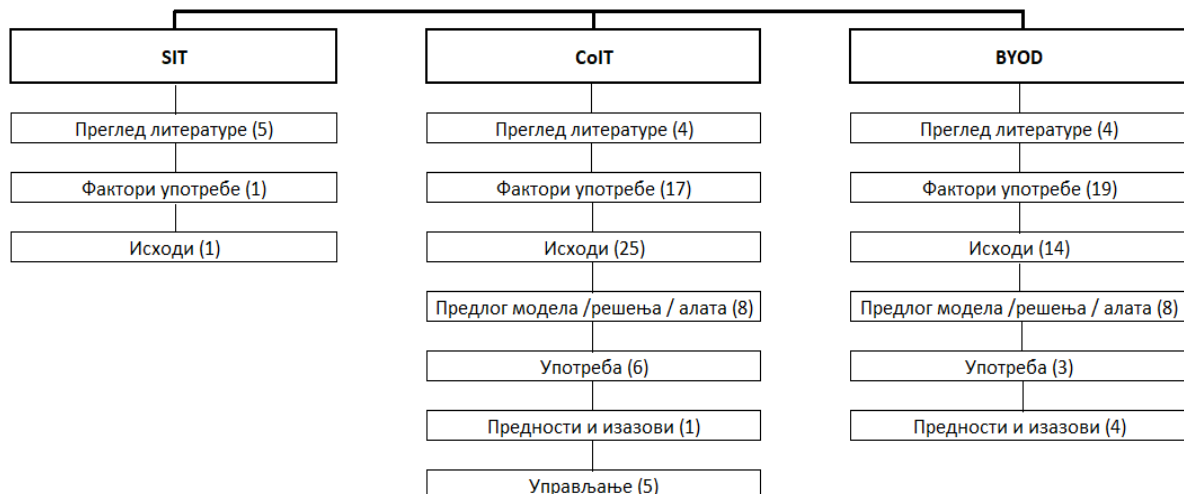 SIT
Преглед литературе (5)
Фактори употребе (1)
Исходи (1)
CoIT
Преглед литературе (4)
Фактори употребе (17)
Исходи (25)
Предлог модела /решења / алата (8)
Употреба (6)
Предности и изазови (1)
Управљање (5)
BYOD
Преглед литературе (4)
Фактори употребе (19)
Исходи (14)
Предлог модела /решења / алата (8)
Употреба (3)
Предности и изазови (4)